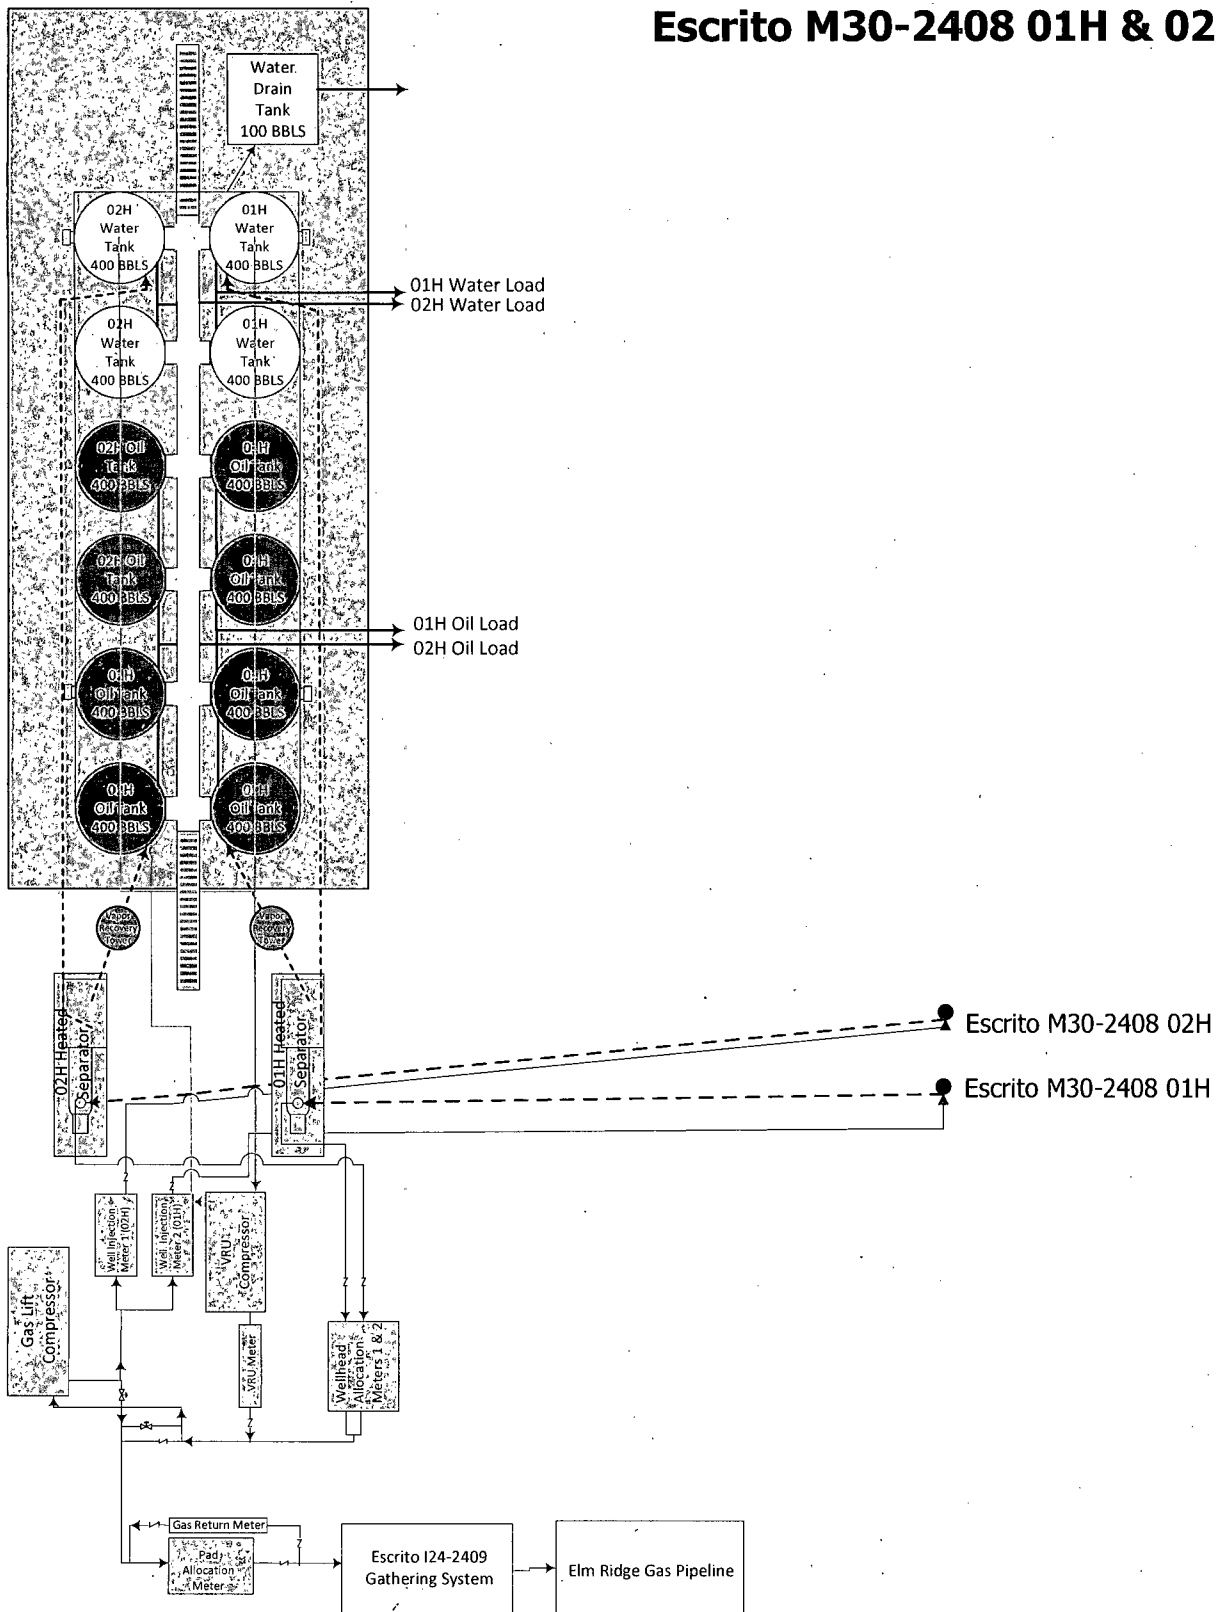 Escrito M30-2408 01H & 02
Water
Drain
Tank
100 BBLS
02H
Water
Tank
400 BBLS
01H
Water
Tank
400 BBLS
01H Water Load
02H Water Load
02H
Water
Tank
400 BBLS
01H
Water
Tank
400 BBLS
02H Oil
Tank
400 BBLS
Oil Tank
400 BBLS
02H Oil
Tank
400 BBLS
Oil Tank
400 BBLS
01H Oil Load
02H Oil Load
Oil Tank
400 BBLS
Oil Tank
400 BBLS
Oil Tank
400 BBLS
Oil Tank
400 BBLS
Vapor
Recovery
Tower
Vapor
Recovery
Tower
02H Heated
Separator
01H Heated
Separator
Escrito M30-2408 02H
Escrito M30-2408 01H
Well Injection
Meter 1 (02H)
Well Injection
Meter 2 (01H)
VRU
Compressor
Gas Lift
Compressor
VRU Meter
Wellhead
Allocation
Meters 1 & 2
Gas Return Meter
Pad
Allocation
Meter
Escrito I24-2409
Gathering System
Elm Ridge Gas Pipeline